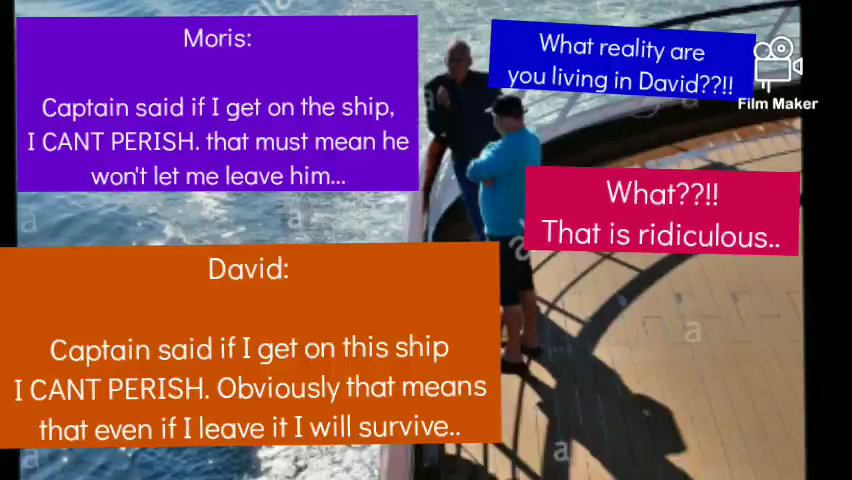 Moris:
Captain said if I get on the ship,
I CANT PERISH. that must mean he
won't let me leave him...
What reality are
you living in David??!!
Film Maker
What??!!
That is ridiculous..
David:
Captain said if I get on this ship
I CANT PERISH. Obviously that means
that even if I leave it I will survive..
a
a
a
a
a
a